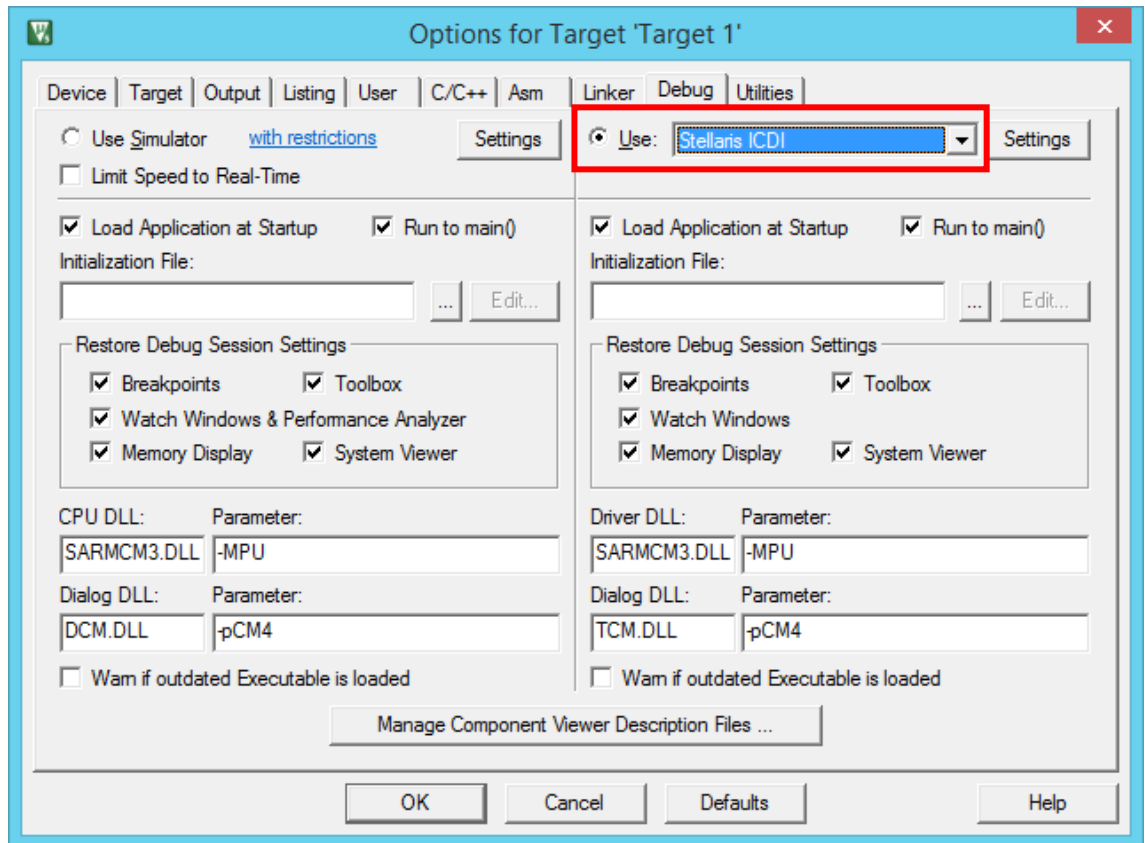 Options for Target 'Target 1'
Device Target Output Listing User C/C++ Asm Linker Debug Utilities
Use Simulator with restrictions Settings
Limit Speed to Real-Time
Use: Stellaris ICDI Settings
Load Application at Startup Run to main()
Initialization File:
... Edit...
Restore Debug Session Settings
Breakpoints Toolbox
Watch Windows & Performance Analyzer
Memory Display System Viewer
CPU DLL: Parameter:
SARMCM3.DLL -MPU
Dialog DLL: Parameter:
DCM.DLL -pCM4
Warn if outdated Executable is loaded
Load Application at Startup Run to main()
Initialization File:
... Edit...
Restore Debug Session Settings
Breakpoints Toolbox
Watch Windows
Memory Display System Viewer
Driver DLL: Parameter:
SARMCM3.DLL -MPU
Dialog DLL: Parameter:
TCM.DLL -pCM4
Warn if outdated Executable is loaded
Manage Component Viewer Description Files ...
OK Cancel Defaults Help